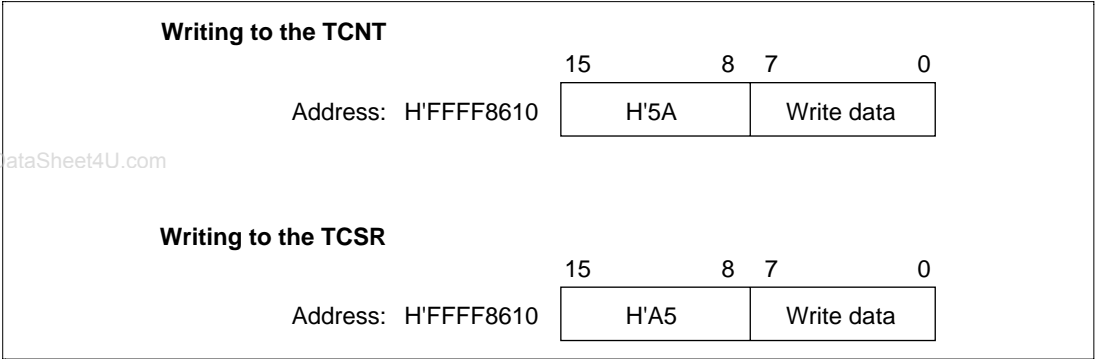 Writing to the TCNT
15 8 7 0
Address: H'FFFF8610 H'5A Write data
ataSheet4U.com
Writing to the TCSR
15 8 7 0
Address: H'FFFF8610 H'A5 Write data